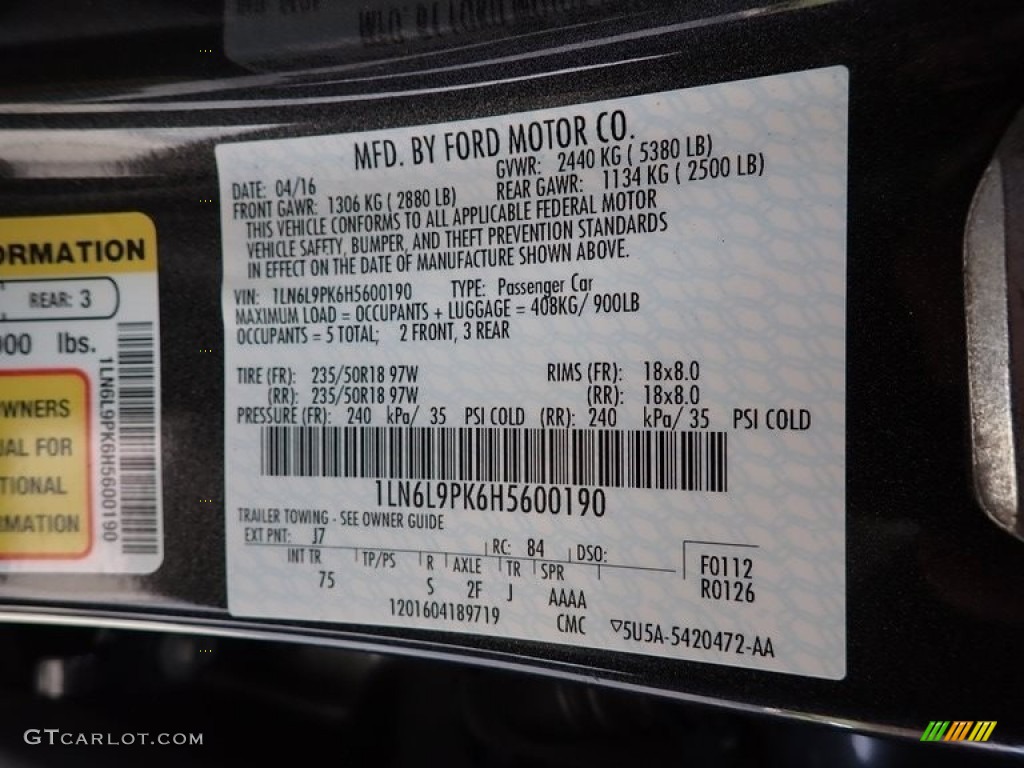 MFD. BY FORD MOTOR CO.
DATE: 04/16 GVWR: 2440 KG ( 5380 LB)
FRONT GAWR: 1306 KG ( 2880 LB) REAR GAWR: 1134 KG ( 2500 LB)
THIS VEHICLE CONFORMS TO ALL APPLICABLE FEDERAL MOTOR
VEHICLE SAFETY, BUMPER, AND THEFT PREVENTION STANDARDS
IN EFFECT ON THE DATE OF MANUFACTURE SHOWN ABOVE.
VIN: 1LN6L9PK6H5600190 TYPE: Passenger Car
MAXIMUM LOAD = OCCUPANTS + LUGGAGE = 408KG/ 900LB
OCCUPANTS = 5 TOTAL; 2 FRONT, 3 REAR
TIRE (FR): 235/50R18 97W RIMS (FR): 18x8.0
(RR): 235/50R18 97W (RR): 18x8.0
PRESSURE (FR): 240 kPa/ 35 PSI COLD (RR): 240 kPa/ 35 PSI COLD
1LN6L9PK6H5600190
TRAILER TOWING - SEE OWNER GUIDE
EXT PNT: J7 RC: 84 DSO:
INT TR TP/PS R AXLE TR SPR
75 S 2F J AAAA
F0112
R0126
1201604189719 CMC ▽5U5A-5420472-AA
ORMATION
REAR: 3
00 lbs.
OWNERS
UAL FOR
TIONAL
RMATION
1LN6L9PK6H5600190
GTCARLOT.COM